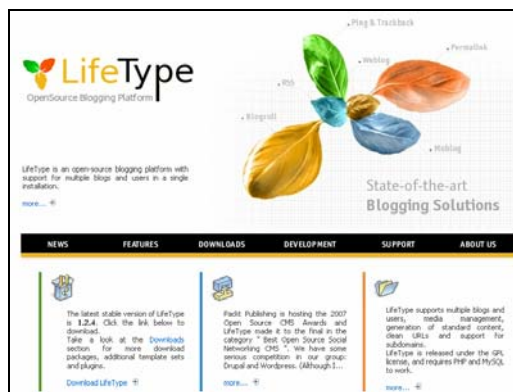 Ping & Trackback
Permalink
Weblog
RSS
Blogroll
Moblog
LifeType
OpenSource Blogging Platform
LifeType is an open-source blogging platform with
support for multiple blogs and users in a single
installation.
more...
State-of-the-art
Blogging Solutions
NEWS FEATURES DOWNLOADS DEVELOPMENT SUPPORT ABOUT US
The latest stable version of LifeType
is 1.2.4. Click the link below to
download.
Take a look at the Downloads
section for more download
packages, additional template sets
and plugins.
Download LifeType
Packt Publishing is hosting the 2007
Open Source CMS Awards and
LifeType made it to the final in the
category " Best Open Source Social
Networking CMS ". We have some
serious competition in our group:
Drupal and Wordpress. (Although I...
more...
LifeType supports multiple blogs and
users, media management,
generation of standard content,
clean URLs and support for
subdomains.
LifeType is released under the GPL
license, and requires PHP and MySQL
to work.
more...